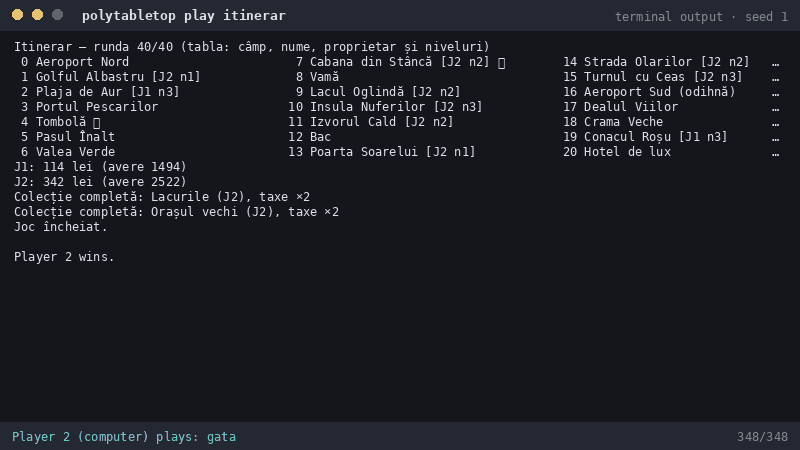 polytabletop play itinerar
terminal output · seed 1
Itinerar — runda 40/40 (tabla: câmp, nume, proprietar și niveluri)
0 Aeroport Nord 7 Cabana din Stâncă [J2 n2] 14 Strada Olarilor [J2 n2] …
1 Golful Albastru [J2 n1] 8 Vamă 15 Turnul cu Ceas [J2 n3] …
2 Plaja de Aur [J1 n3] 9 Lacul Oglindă [J2 n2] 16 Aeroport Sud (odihnă) …
3 Portul Pescarilor 10 Insula Nuferilor [J2 n3] 17 Dealul Viilor …
4 Tombolă 11 Izvorul Cald [J2 n2] 18 Crama Veche …
5 Pasul Înalt 12 Bac 19 Conacul Roșu [J1 n3] …
6 Valea Verde 13 Poarta Soarelui [J2 n1] 20 Hotel de lux …
J1: 114 lei (avere 1494)
J2: 342 lei (avere 2522)
Colecție completă: Lacurile (J2), taxe ×2
Colecție completă: Orașul vechi (J2), taxe ×2
Joc încheiat.
Player 2 wins.
Player 2 (computer) plays: gata
348/348